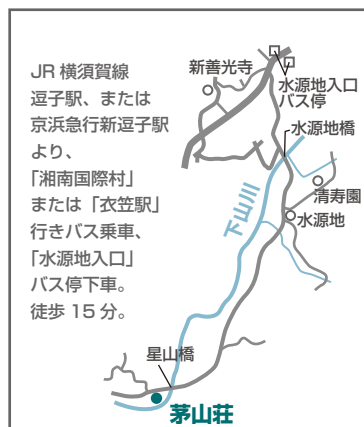 JR 横須賀線
逗子駅、または
京浜急行新逗子駅
より、
「湘南国際村」
または「衣笠駅」
行きバス乗車、
「水源地入口」
バス停下車。
徒歩 15 分。
新善光寺
水源地入口
バス停
水源地橋
清寿園
水源地
下山川
星山橋
茅山荘